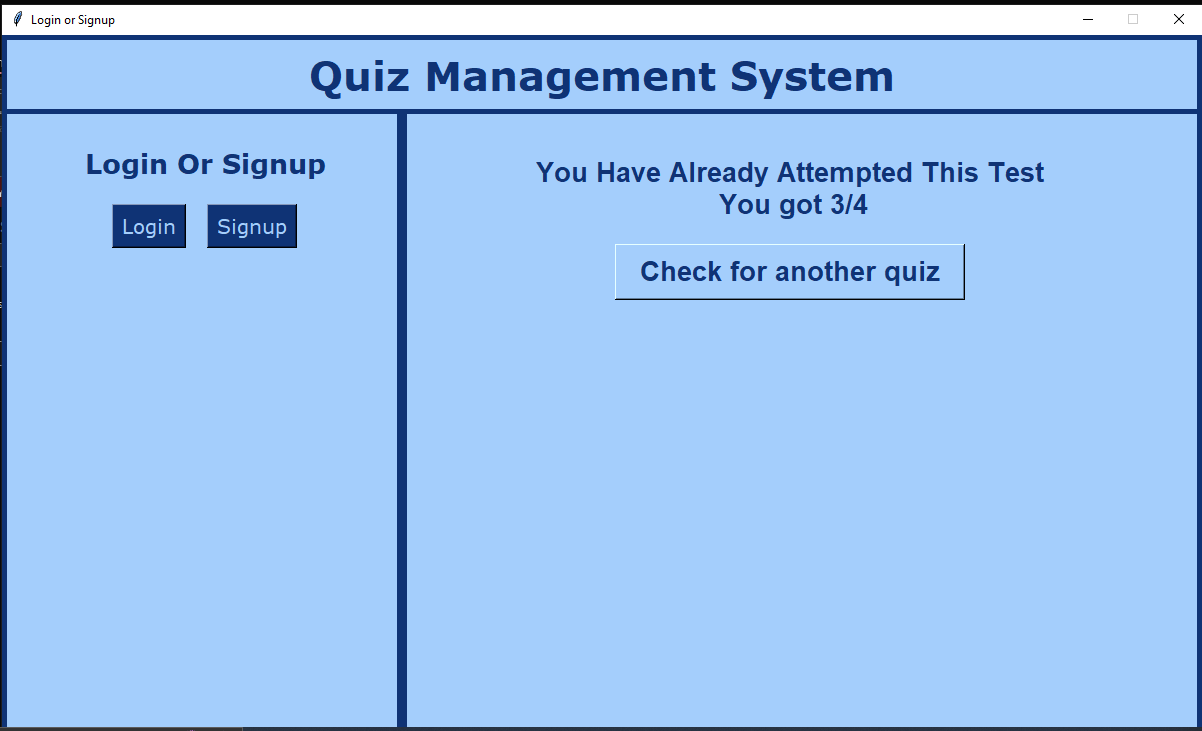 Login or Signup
Quiz Management System
Login Or Signup
Login
Signup
You Have Already Attempted This Test
You got 3/4
Check for another quiz